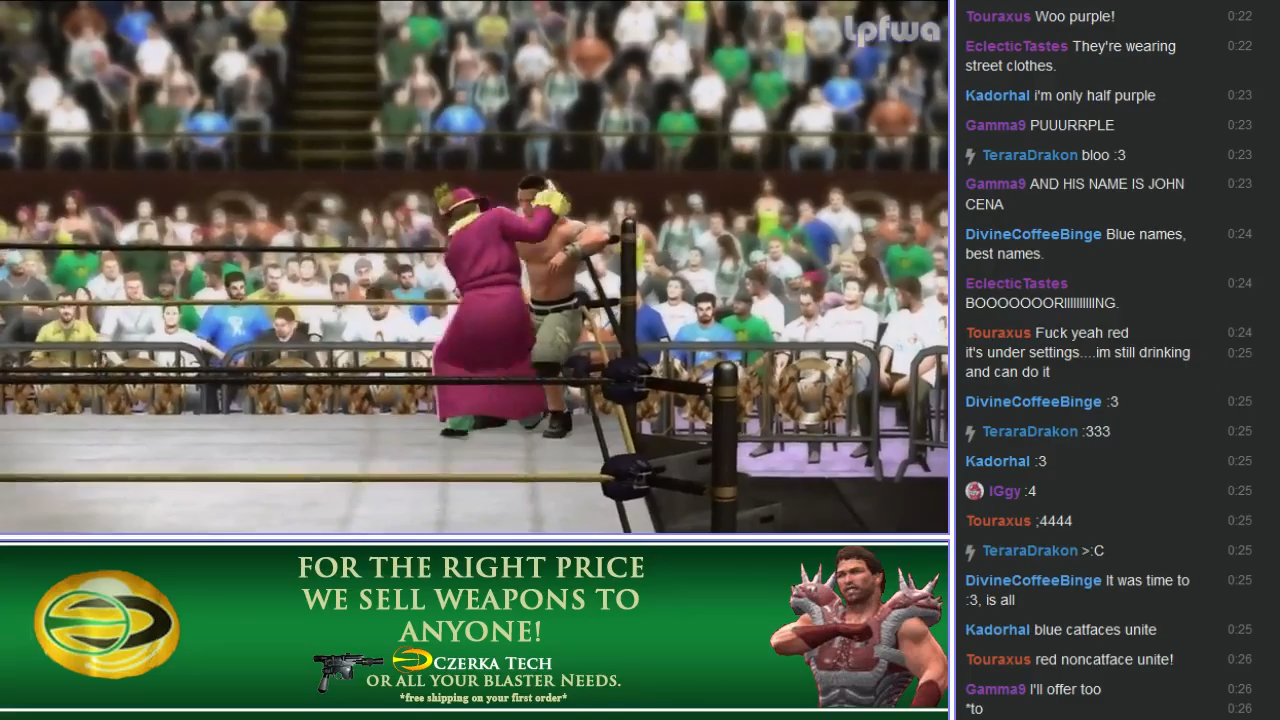 lpfwa
Touraxus Woo purple! 0:22
EclecticTastes They're wearing 0:22
street clothes.
Kadorhal i'm only half purple 0:23
Gamma9 PUUURRPLE 0:23
TeraraDrakon bloo :3 0:23
Gamma9 AND HIS NAME IS JOHN 0:23
CENA
DivineCoffeeBinge Blue names, 0:24
best names.
EclecticTastes 0:24
BOOOOOOORIIIIIIIIIIING.
Touraxus Fuck yeah red 0:24
it's under settings....im still drinking 0:25
and can do it
DivineCoffeeBinge :3 0:25
TeraraDrakon :333 0:25
Kadorhal :3 0:25
IGgy :4 0:25
Touraxus ;4444 0:25
TeraraDrakon >:C 0:25
DivineCoffeeBinge It was time to 0:25
:3, is all
Kadorhal blue catfaces unite 0:25
Touraxus red noncatface unite! 0:26
Gamma9 I'll offer too 0:26
*to 0:26
FOR THE RIGHT PRICE
WE SELL WEAPONS TO
ANYONE!
CZERKA TECH
OR ALL YOUR BLASTER NEEDS.
*free shipping on your first order*